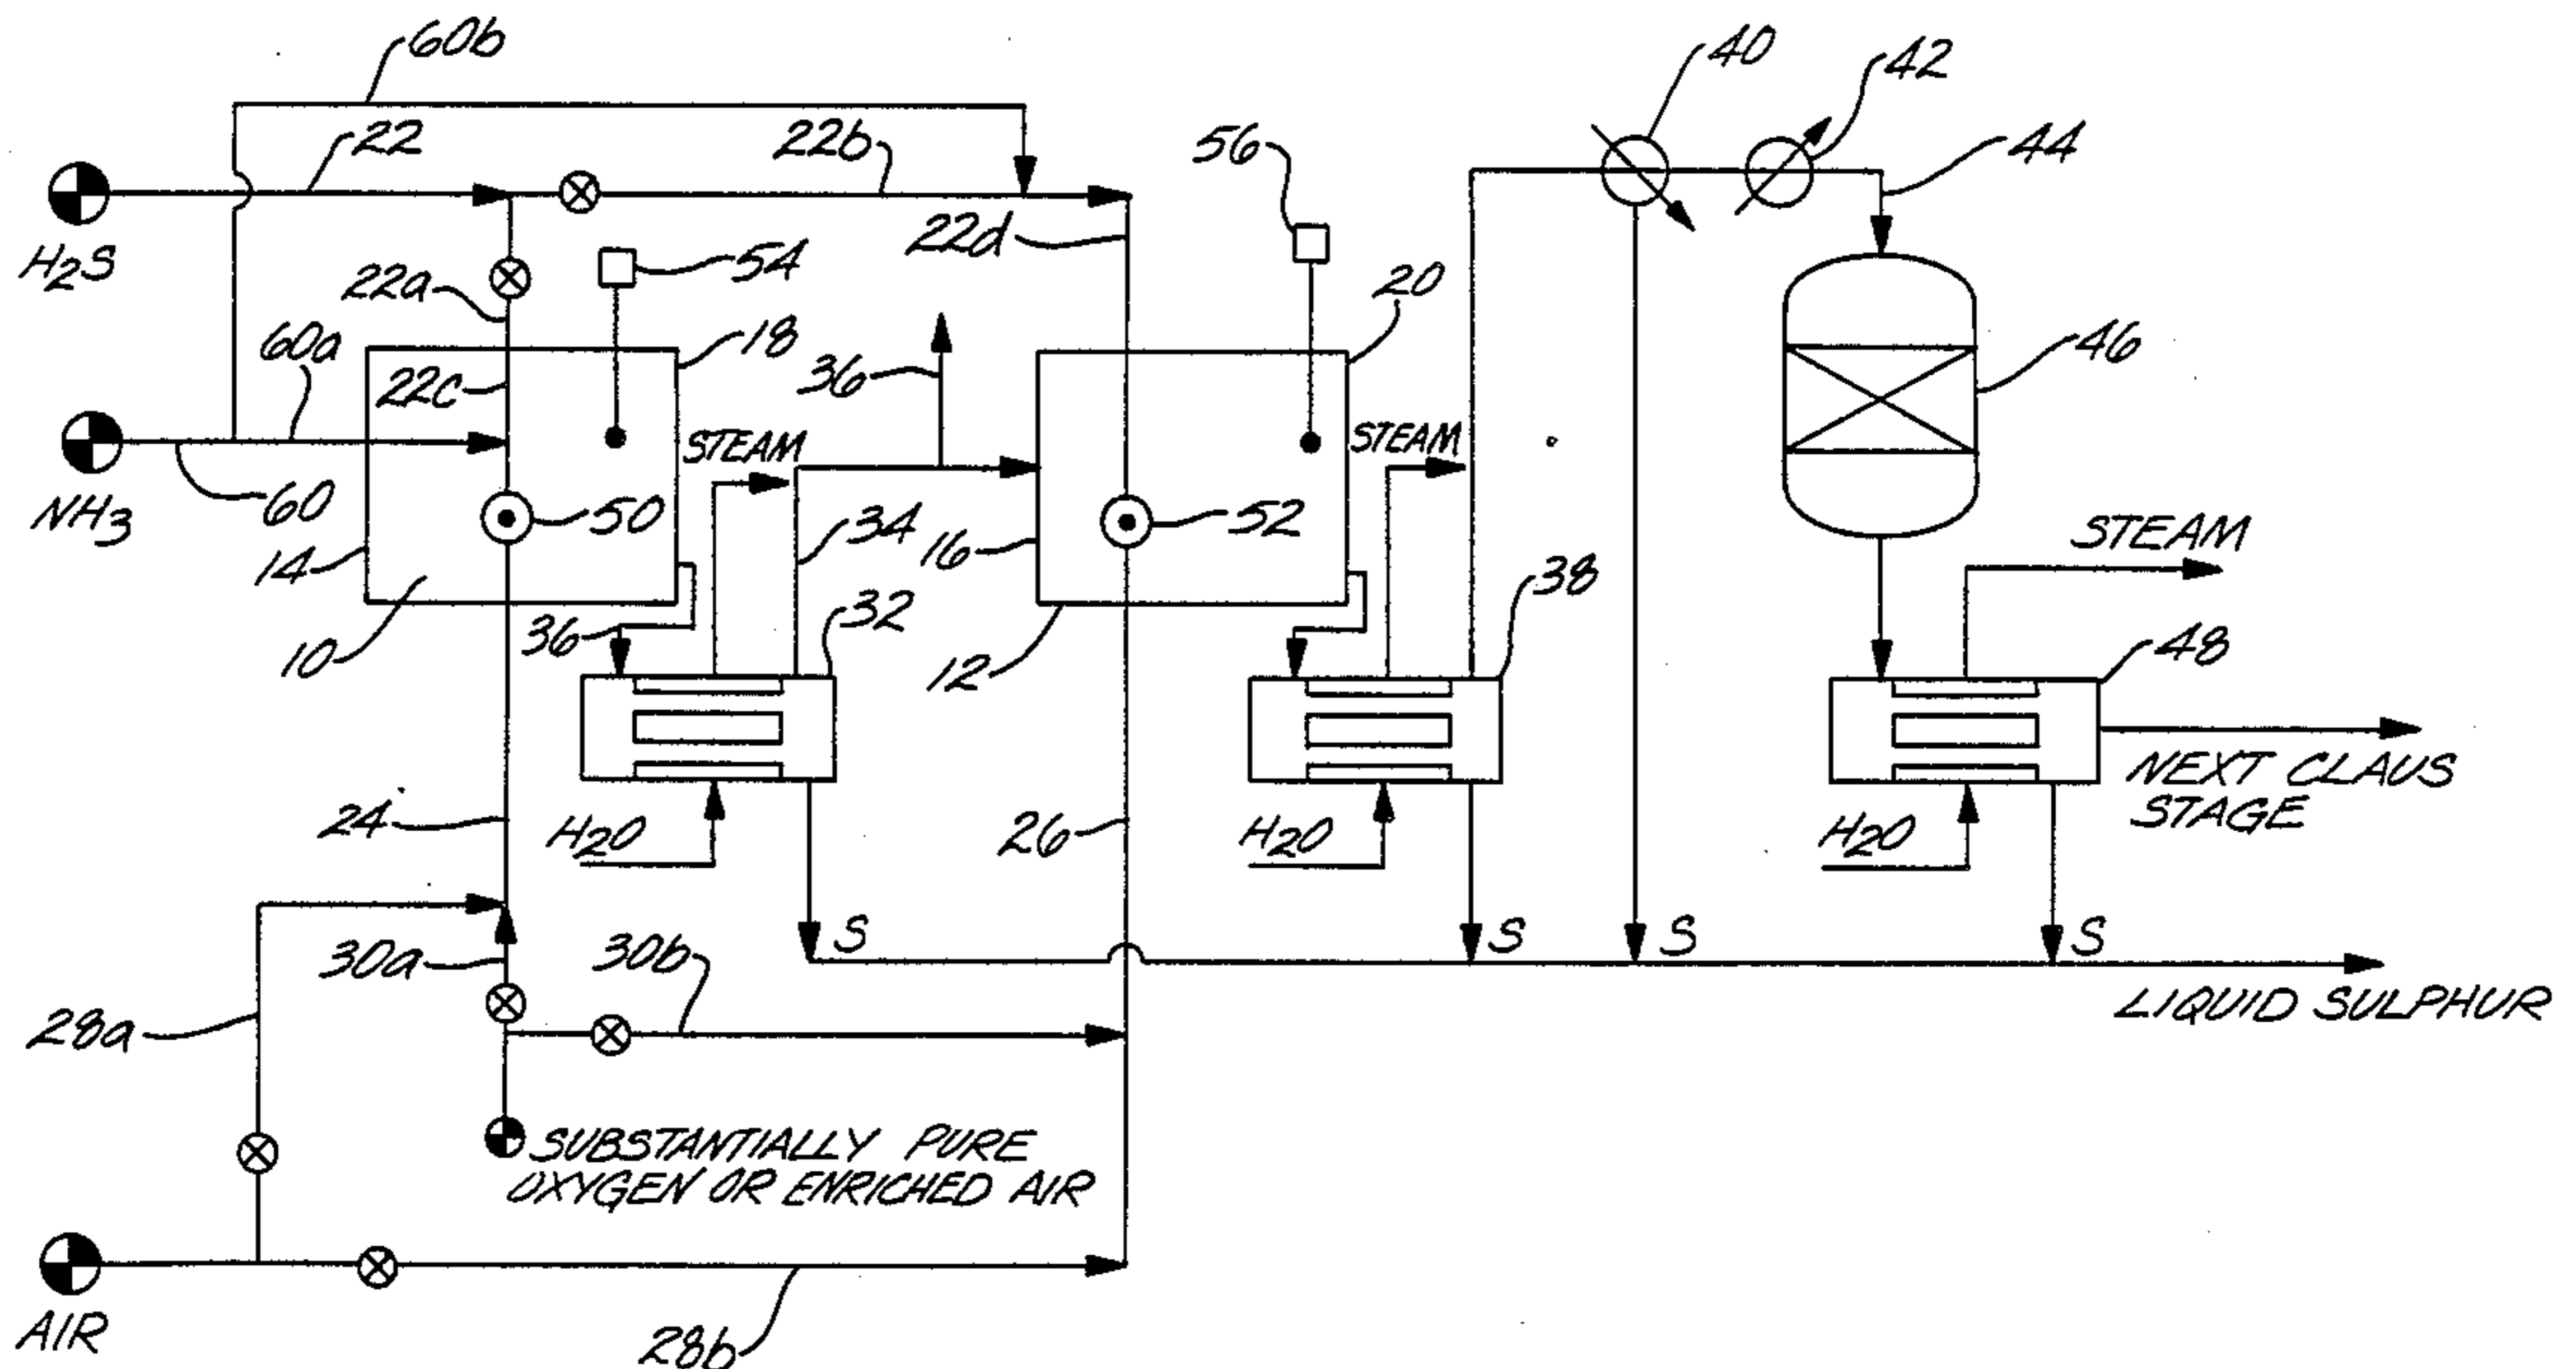 60b
40
42
22
22b
56
44
H2S
22d
54
20
22a
60a
18
46
22c
36
STEAM
STEAM
NH3
60
50
34
52
STEAM
14
16
38
36
32
10
12
48
24
H2O
26
H2O
H2O
NEXT CLAUS
STAGE
30a
S
30b
S
S
S
28a
LIQUID SULPHUR
SUBSTANTIALLY PURE
OXYGEN OR ENRICHED AIR
AIR
28b